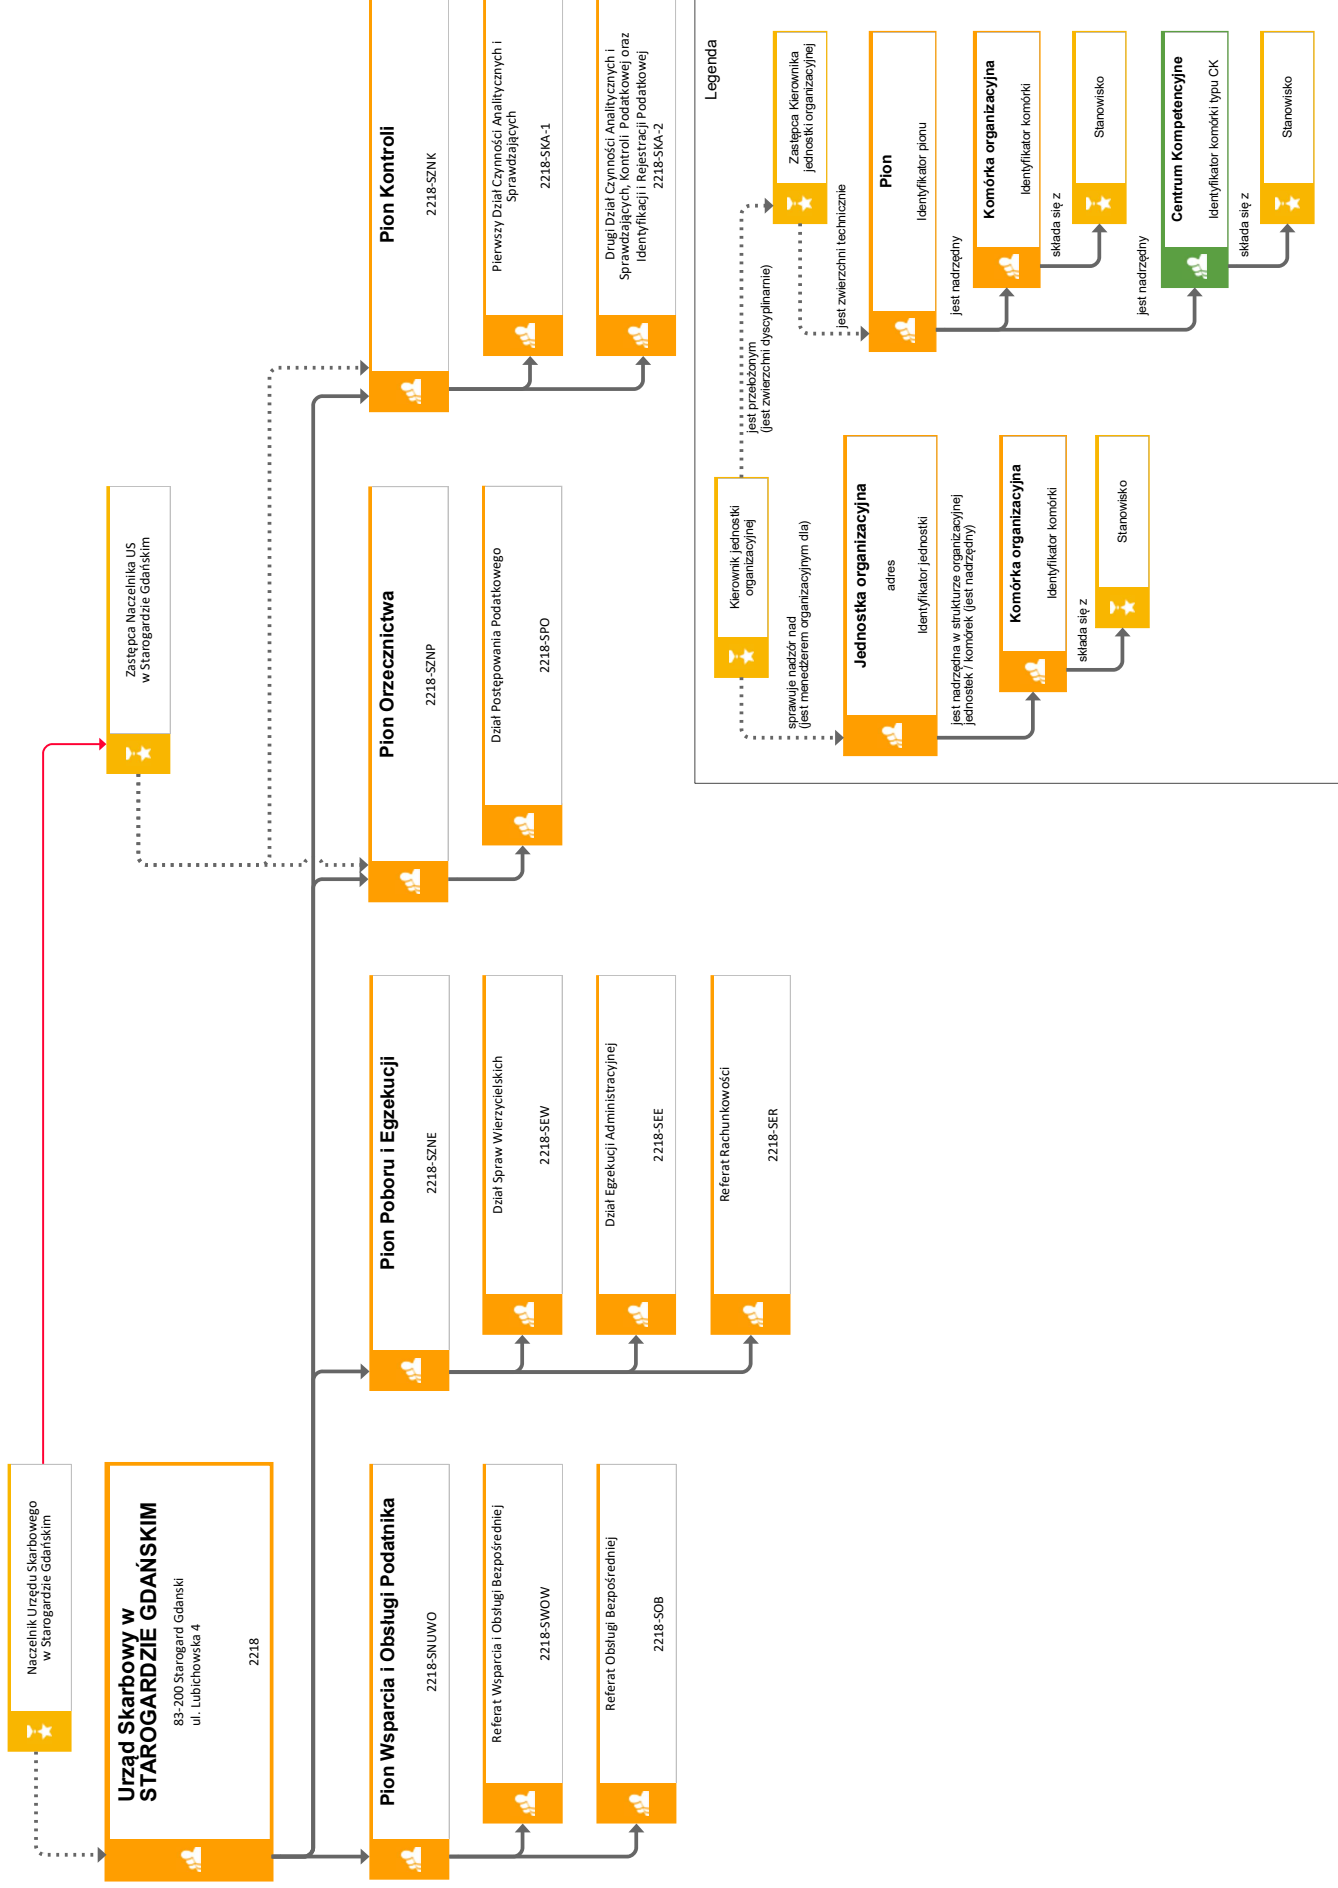 Naczelnik Urzędu Skarbowego
w Starogardzie Gdańskim
Zastępca Naczelnika US
w Starogardzie Gdańskim
Urząd Skarbowy w
STAROGARDZIE GDAŃSKIM
83-200 Starogard Gdanski
ul. Lubichowska 4
2218
Pion Wsparcia i Obsługi Podatnika
2218-SNUWO
Referat Wsparcia i Obsługi Bezpośredniej
2218-SWOW
Referat Obsługi Bezpośredniej
2218-SOB
Pion Poboru i Egzekucji
2218-SZNE
Dział Spraw Wierzycielskich
2218-SEW
Dział Egzekucji Administracyjnej
2218-SEE
Referat Rachunkowości
2218-SER
Pion Orzecznictwa
2218-SZNP
Dział Postępowania Podatkowego
2218-SPO
Pion Kontroli
2218-SZNK
Pierwszy Dział Czynności Analitycznych i
Sprawdzających
2218-SKA-1
Drugi Dział Czynności Analitycznych i
Sprawdzających, Kontroli Podatkowej oraz
Identyfikacji i Rejestracji Podatkowej
2218-SKA-2
Legenda
Kierownik jednostki
organizacyjnej
jest przełożonym
(jest zwierzchni dyscyplinarnie)
Zastępca Kierownika
jednostki organizacyjnej
sprawuje nadzór nad
(jest menedżerem organizacyjnym dla)
Jednostka organizacyjna
adres
Identyfikator jednostki
jest nadrzędna w strukturze organizacyjnej
jednostek / komórek (jest nadrzędny)
Komórka organizacyjna
Identyfikator komórki
składa się z
Stanowisko
jest zwierzchni technicznie
Pion
Identyfikator pionu
jest nadrzędny
Komórka organizacyjna
Identyfikator komórki
składa się z
Stanowisko
jest nadrzędny
Centrum Kompetencyjne
Identyfikator komórki typu CK
składa się z
Stanowisko